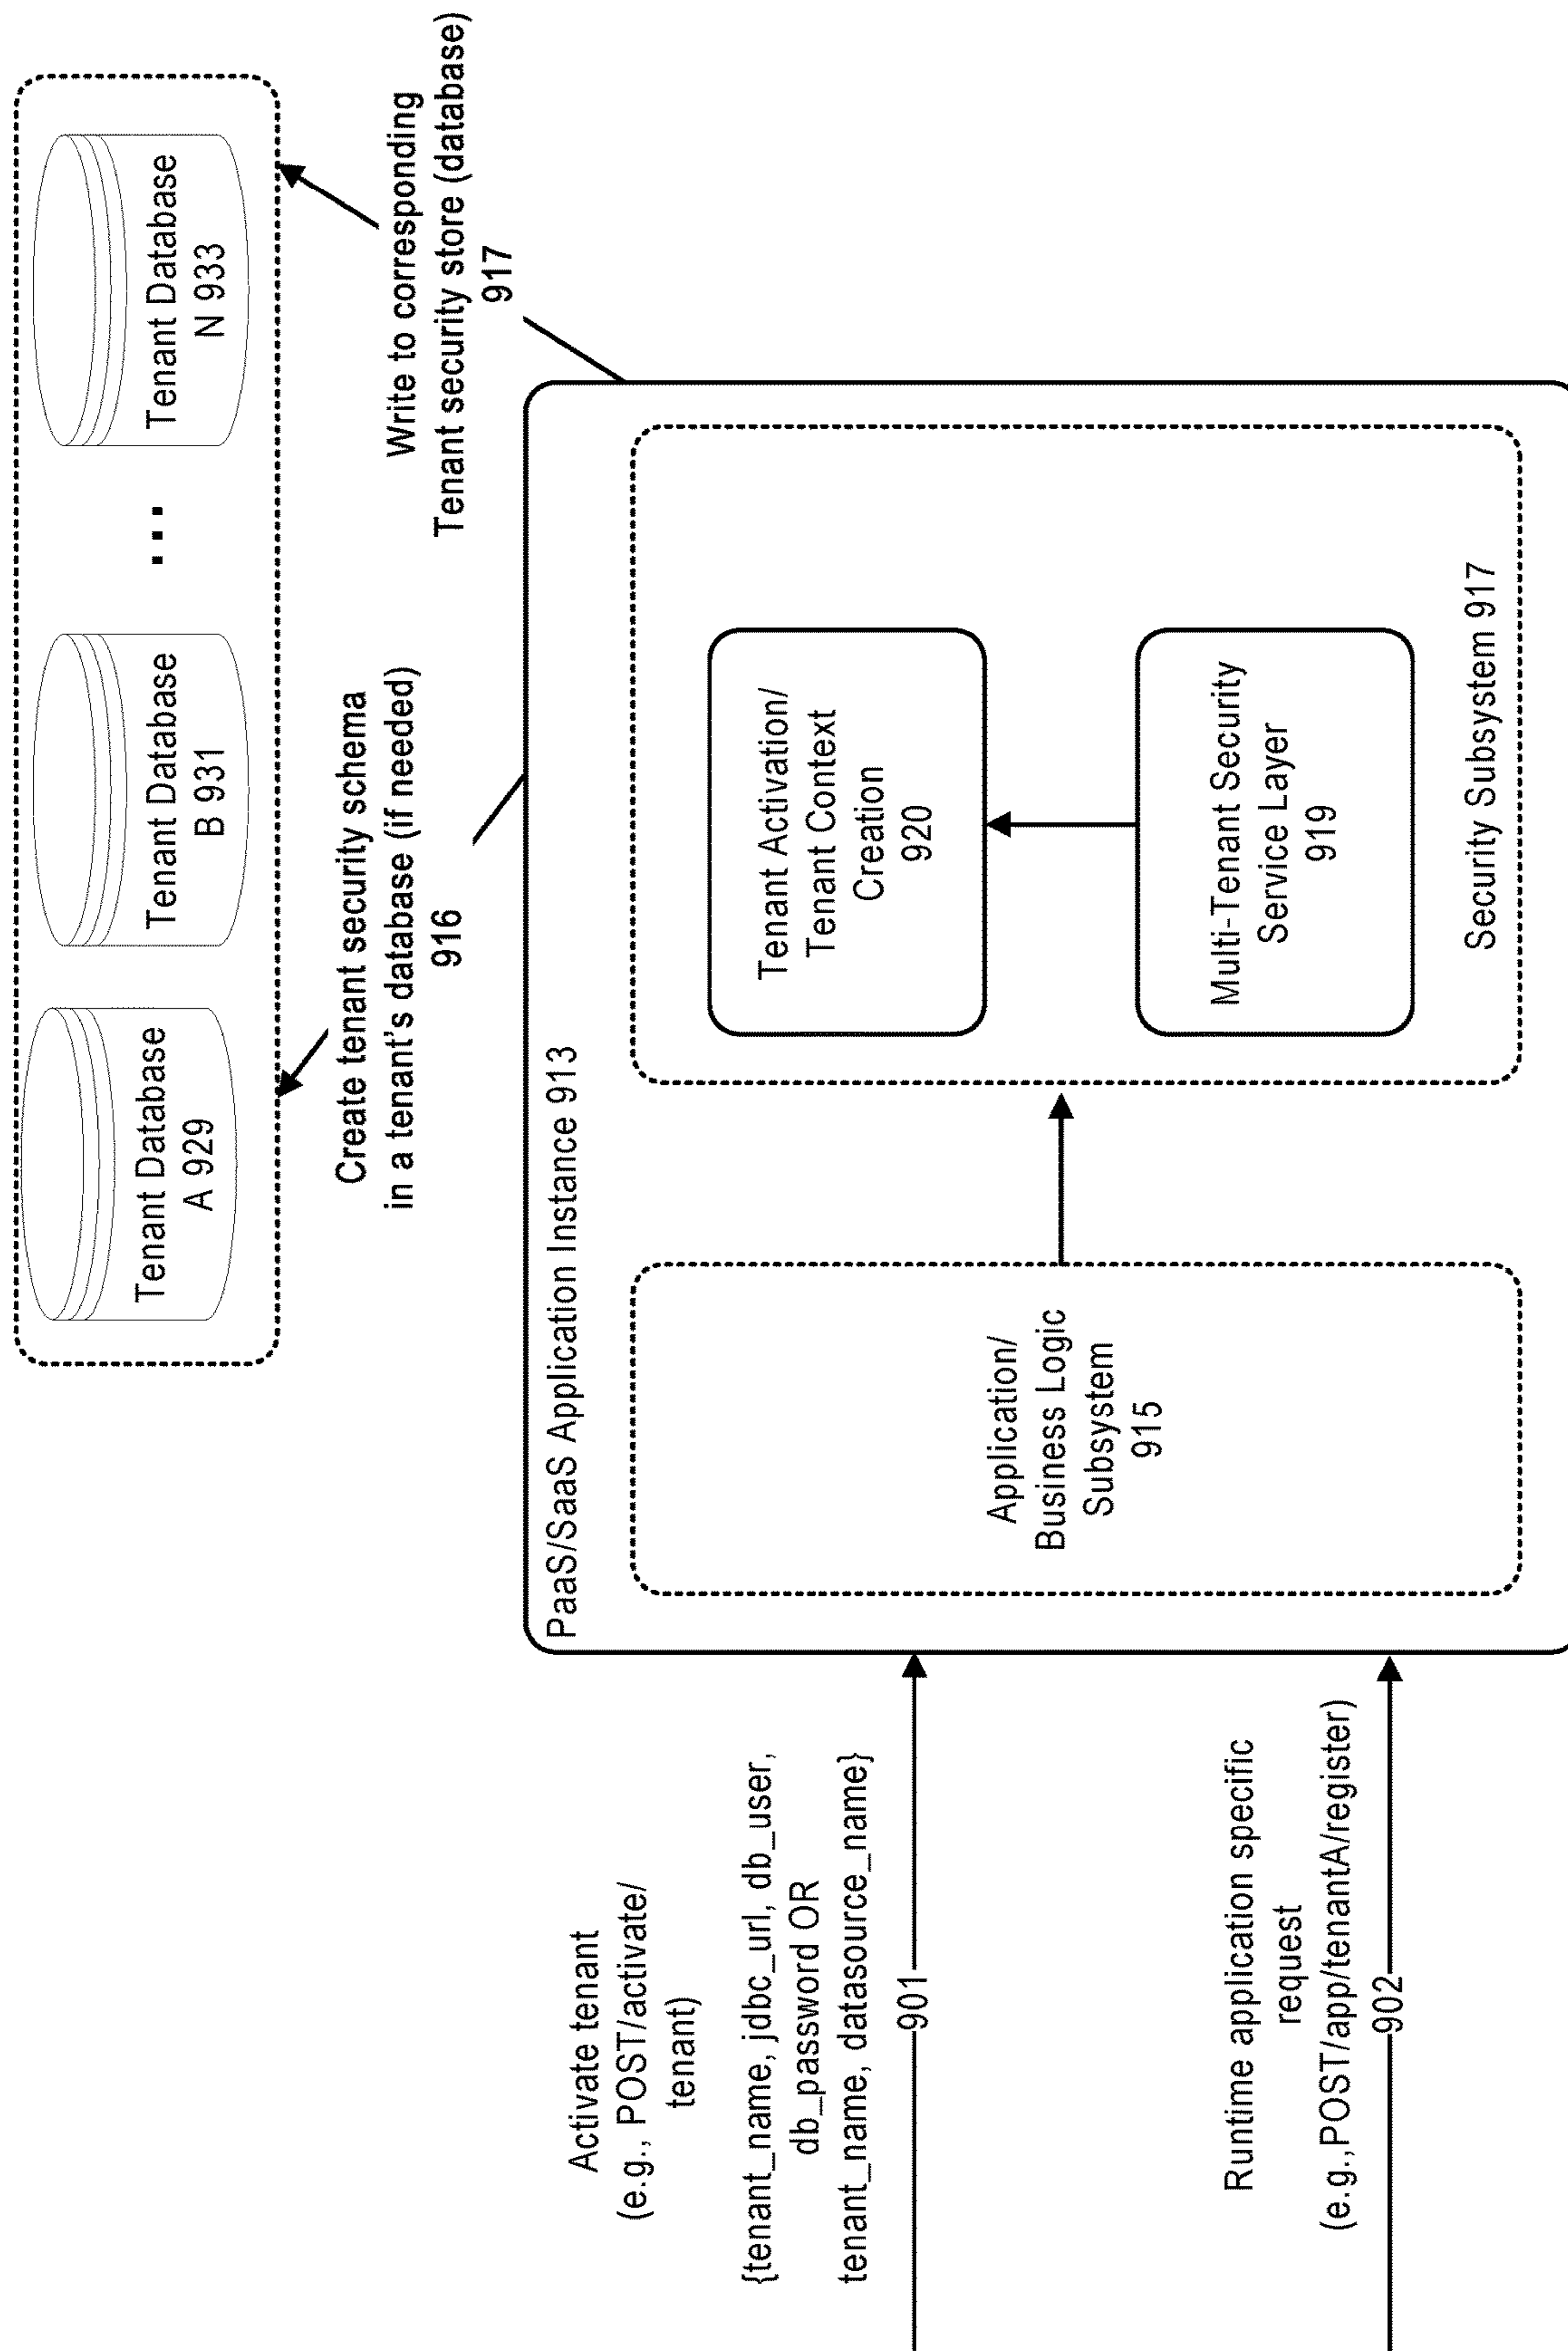 Tenant Database
A 929
Tenant Database
B 931
...
Tenant Database
N 933
Create tenant security schema
in a tenant's database (if needed)
916
Write to corresponding
Tenant security store (database)
917
Activate tenant
(e.g., POST/activate/
tenant)
{tenant_name, jdbc_url, db_user,
db_password OR
tenant_name, datasource_name}
901
Runtime application specific
request
(e.g.,POST/app/tenantA/register)
902
PaaS/SaaS Application Instance 913
Application/
Business Logic
Subsystem
915
Tenant Activation/
Tenant Context
Creation
920
Multi-Tenant Security
Service Layer
919
Security Subsystem 917